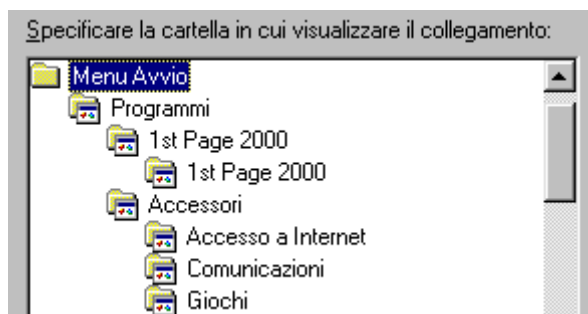 Specificare la cartella in cui visualizzare il collegamento:
Menu Avvio
Programmi
1st Page 2000
1st Page 2000
Accessori
Accesso a Internet
Comunicazioni
Giochi